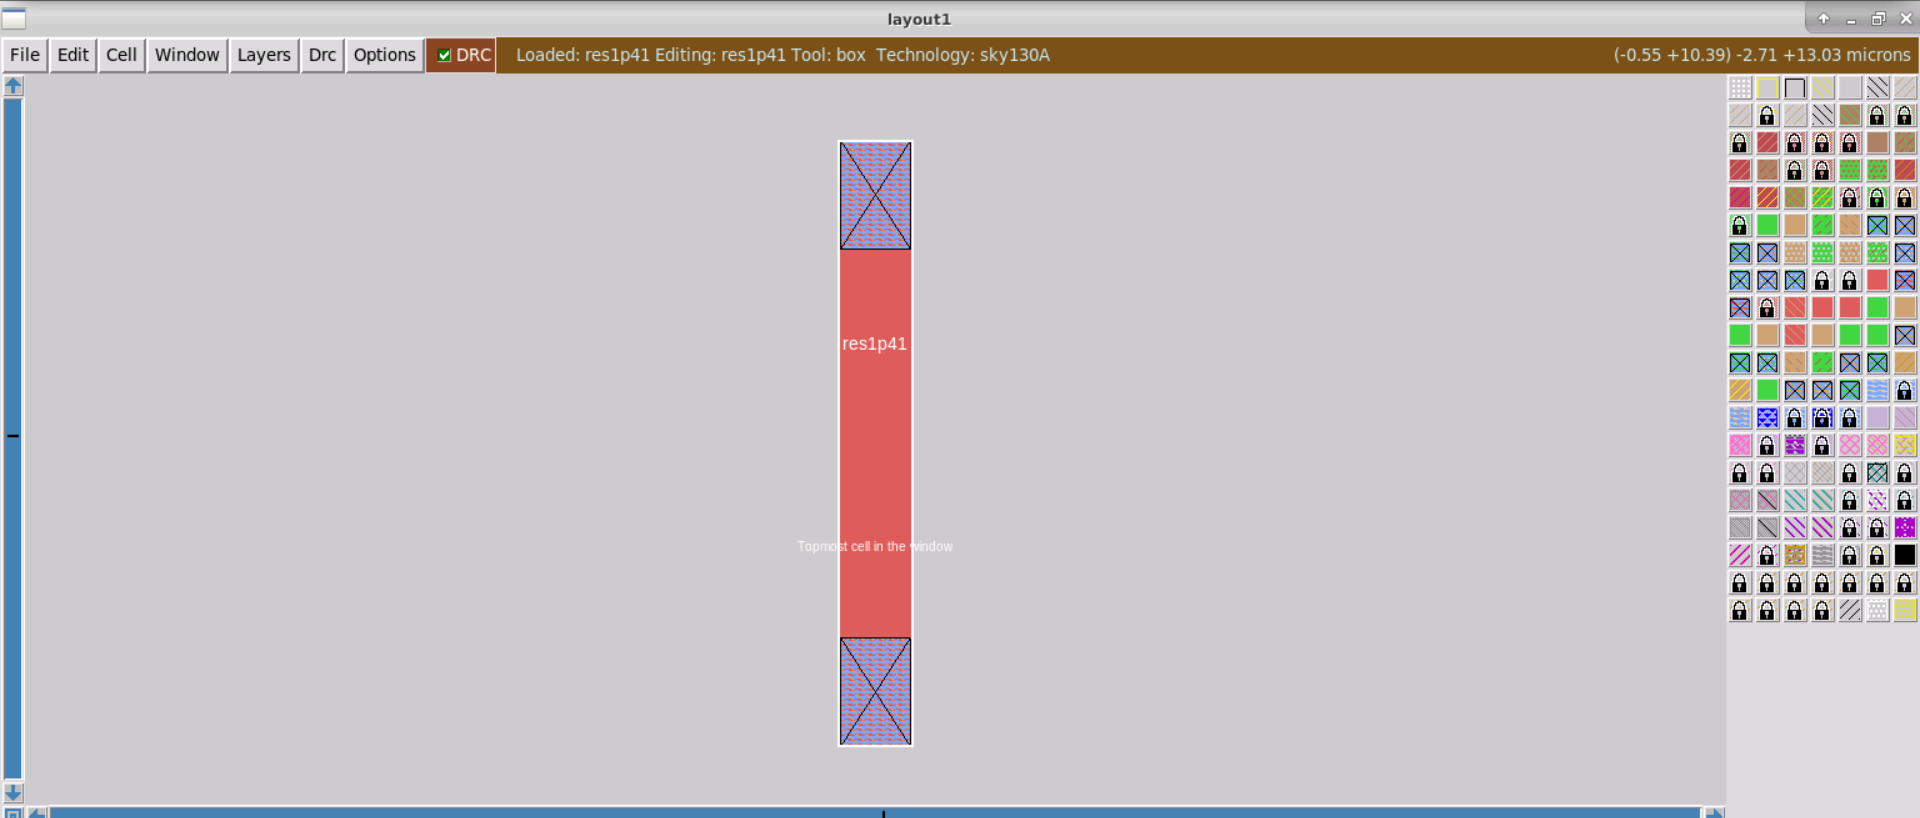 layout1
File Edit Cell Window Layers Drc Options DRC Loaded: res1p41 Editing: res1p41 Tool: box Technology: sky130A (-0.55 +10.39) -2.71 +13.03 microns
res1p41
Topmost cell in the window